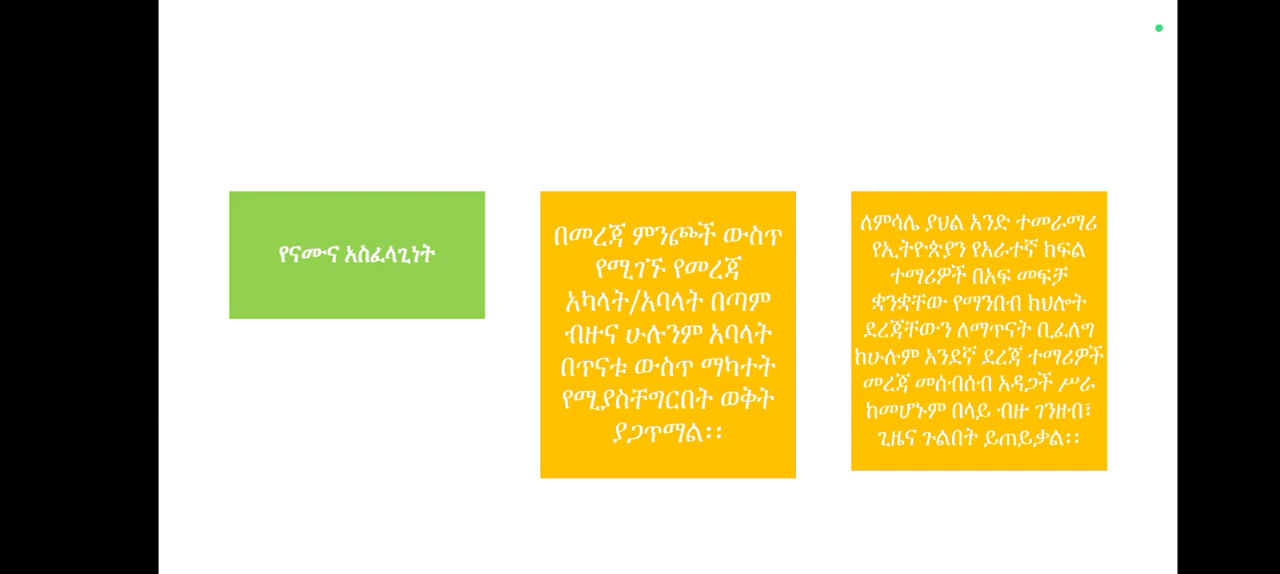 የናሙና አስፈላጊነት
በመረጃ ምንጮች ውስጥ
የሚገኙ የመረጃ
አካላት/አባላት በጣም
ብዙና ሁሉንም አባላት
በጥናቱ ውስጥ ማካተት
የሚያስቸግርበት ወቅት
ያጋጥማል፡፡
ለምሳሌ ያህል አንድ ተመራማሪ
የኢትዮጵያን የአራተኛ ክፍል
ተማሪዎች በአፍ መፍቻ
ቋንቋቸው የማንበብ ክህሎት
ደረጃቸውን ለማጥናት ቢፈለግ
ከሁሉም አንደኛ ደረጃ ተማሪዎች
መረጃ መሰብሰብ አዳጋች ሥራ
ከመሆኑም በላይ ብዙ ገንዘብ፣
ጊዜና ጉልበት ይጠይቃል፡፡